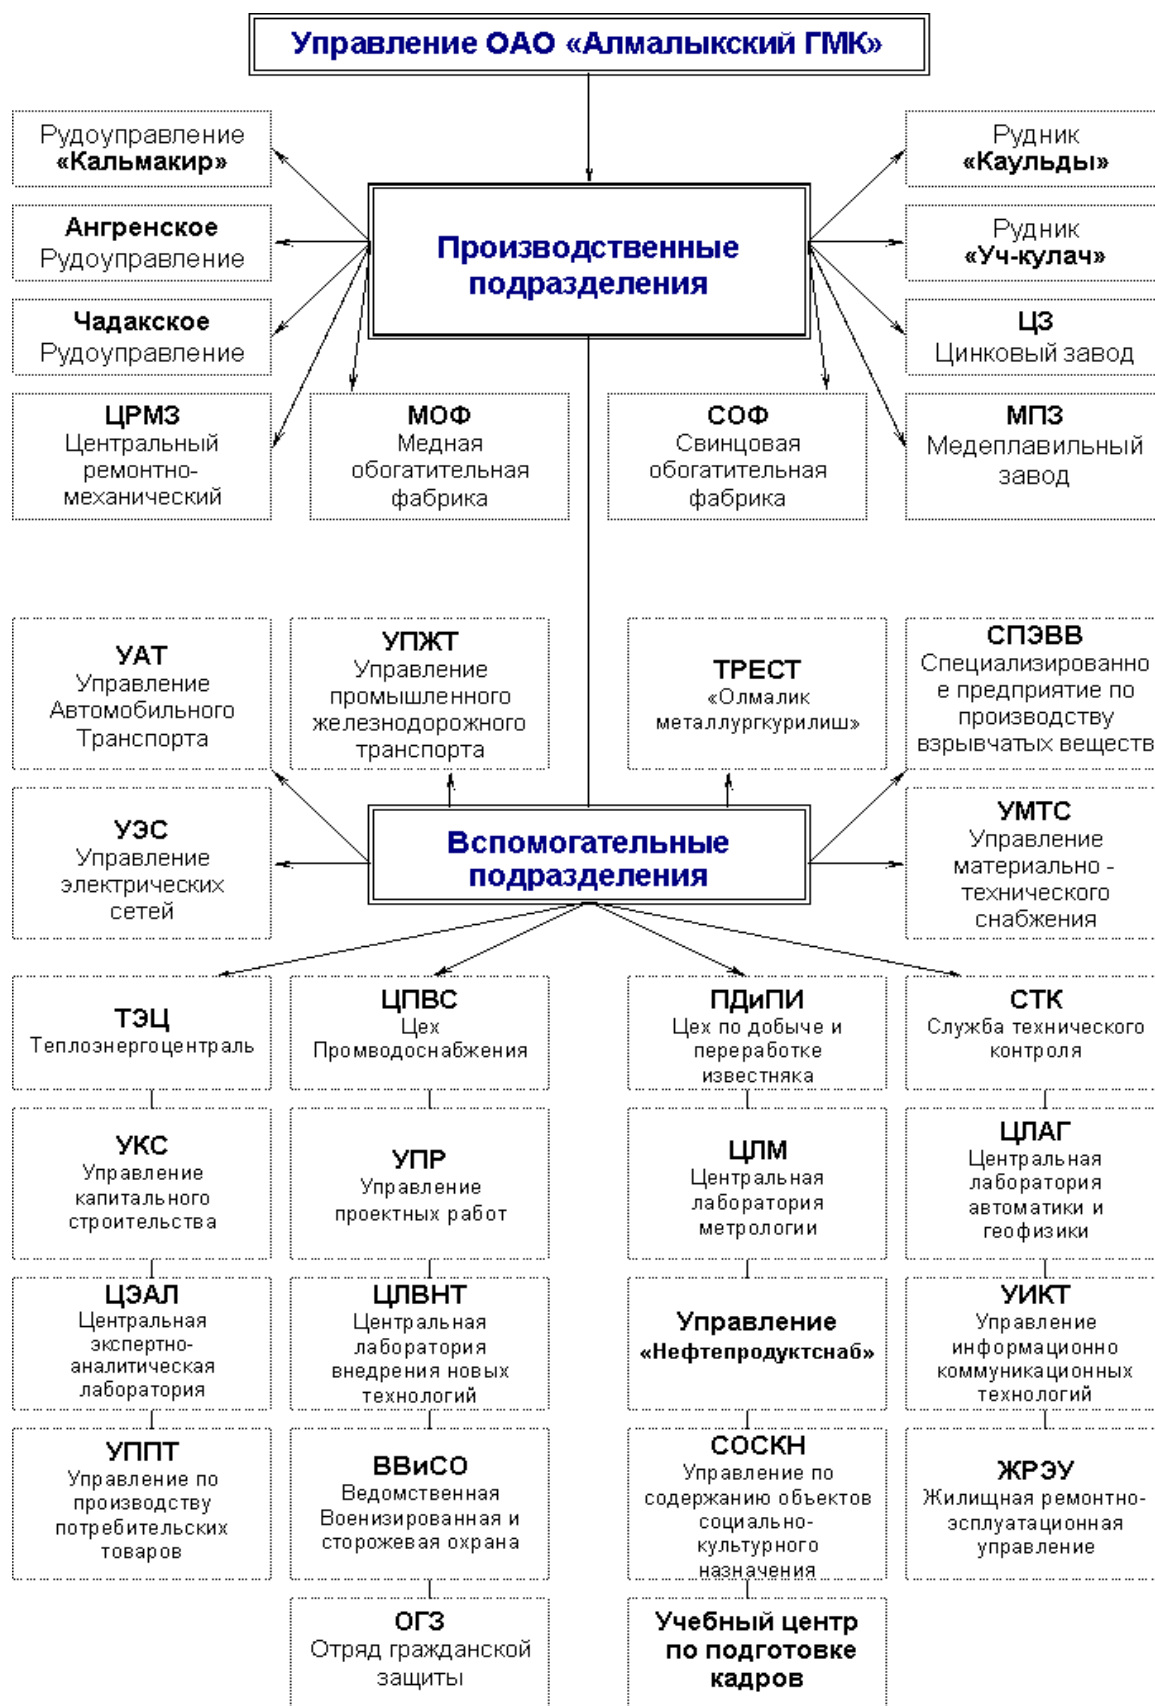 Управление ОАО «Алмалыкский ГМК»
Рудоуправление
«Кальмакир»
Рудник
«Каульды»
Производственные
подразделения
Ангренское
Рудоуправление
Рудник
«Уч-кулач»
Чадакское
Рудоуправление
ЦЗ
Цинковый завод
ЦРМЗ
Центральный
ремонтно-
механический
МОФ
Медная
обогатительная
фабрика
СОФ
Свинцовая
обогатительная
фабрика
МПЗ
Медеплавильный
завод
УАТ
Управление
Автомобильного
Транспорта
УПЖТ
Управление
промышленного
железнодорожного
транспорта
ТРЕСТ
«Олмалик
металлургкурилиш»
СПЭВВ
Специализированно
е предприятие по
производству
взрывчатых веществ
УЭС
Управление
электрических
сетей
Вспомогательные
подразделения
УМТС
Управление
материально -
технического
снабжения
ТЭЦ
Теплоэнергоцентраль
ЦПВС
Цех
Промводоснабжения
ПДиПИ
Цех по добыче и
переработке
известняка
СТК
Служба технического
контроля
УКС
Управление
капитального
строительства
УПР
Управление
проектных работ
ЦЛМ
Центральная
лаборатория
метрологии
ЦЛАГ
Центральная
лаборатория
автоматики и
геофизики
ЦЭАЛ
Центральная
экспертно-
аналитическая
лаборатория
ЦЛВНТ
Центральная
лаборатория
внедрения новых
технологий
Управление
«Нефтепродуктснаб»
УИКТ
Управление
информационно
коммуникационных
технологий
УППТ
Управление по
производству
потребительских
товаров
ВВиСО
Ведомственная
Военизированная и
сторожевая охрана
СОСКН
Управление по
содержанию объектов
социально-
культурного
назначения
ЖРЭУ
Жилищная ремонтно-
эсплуатационная
управление
ОГЗ
Отряд гражданской
защиты
Учебный центр
по подготовке
кадров